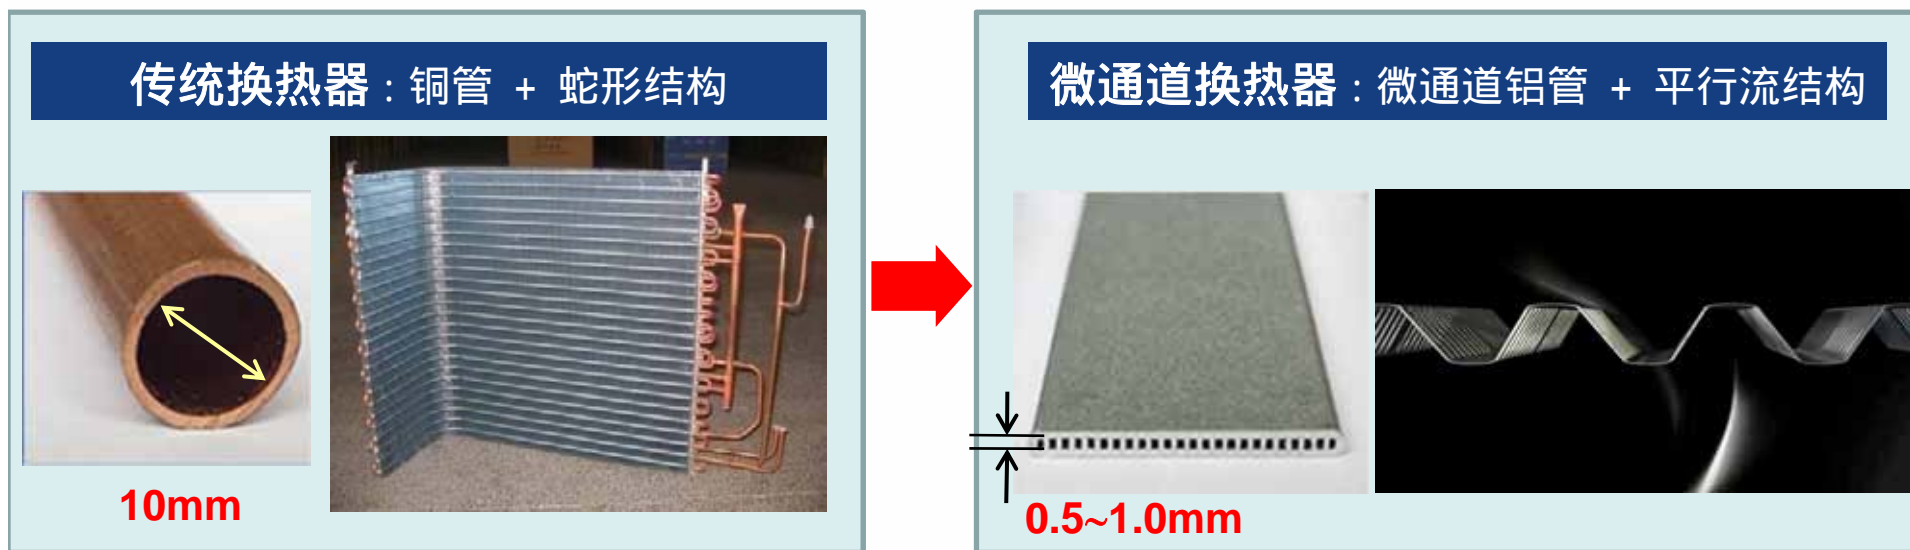 传统换热器：铜管 + 蛇形结构
10mm
微通道换热器：微通道铝管 + 平行流结构
0.5~1.0mm